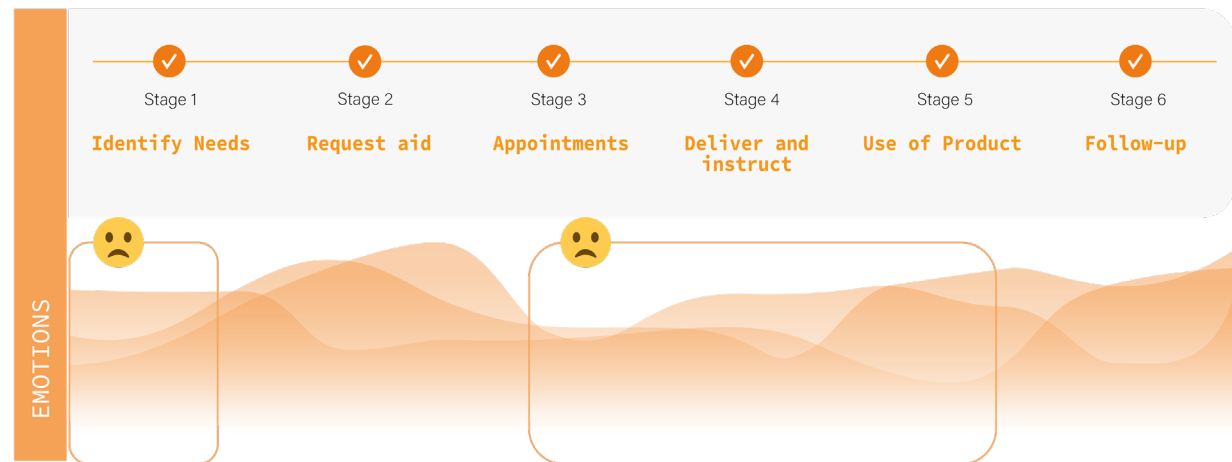 Stage 1
Stage 2
Stage 3
Stage 4
Stage 5
Stage 6
Identify Needs
Request aid
Appointments
Deliver and
instruct
Use of Product
Follow-up
EMOTIONS